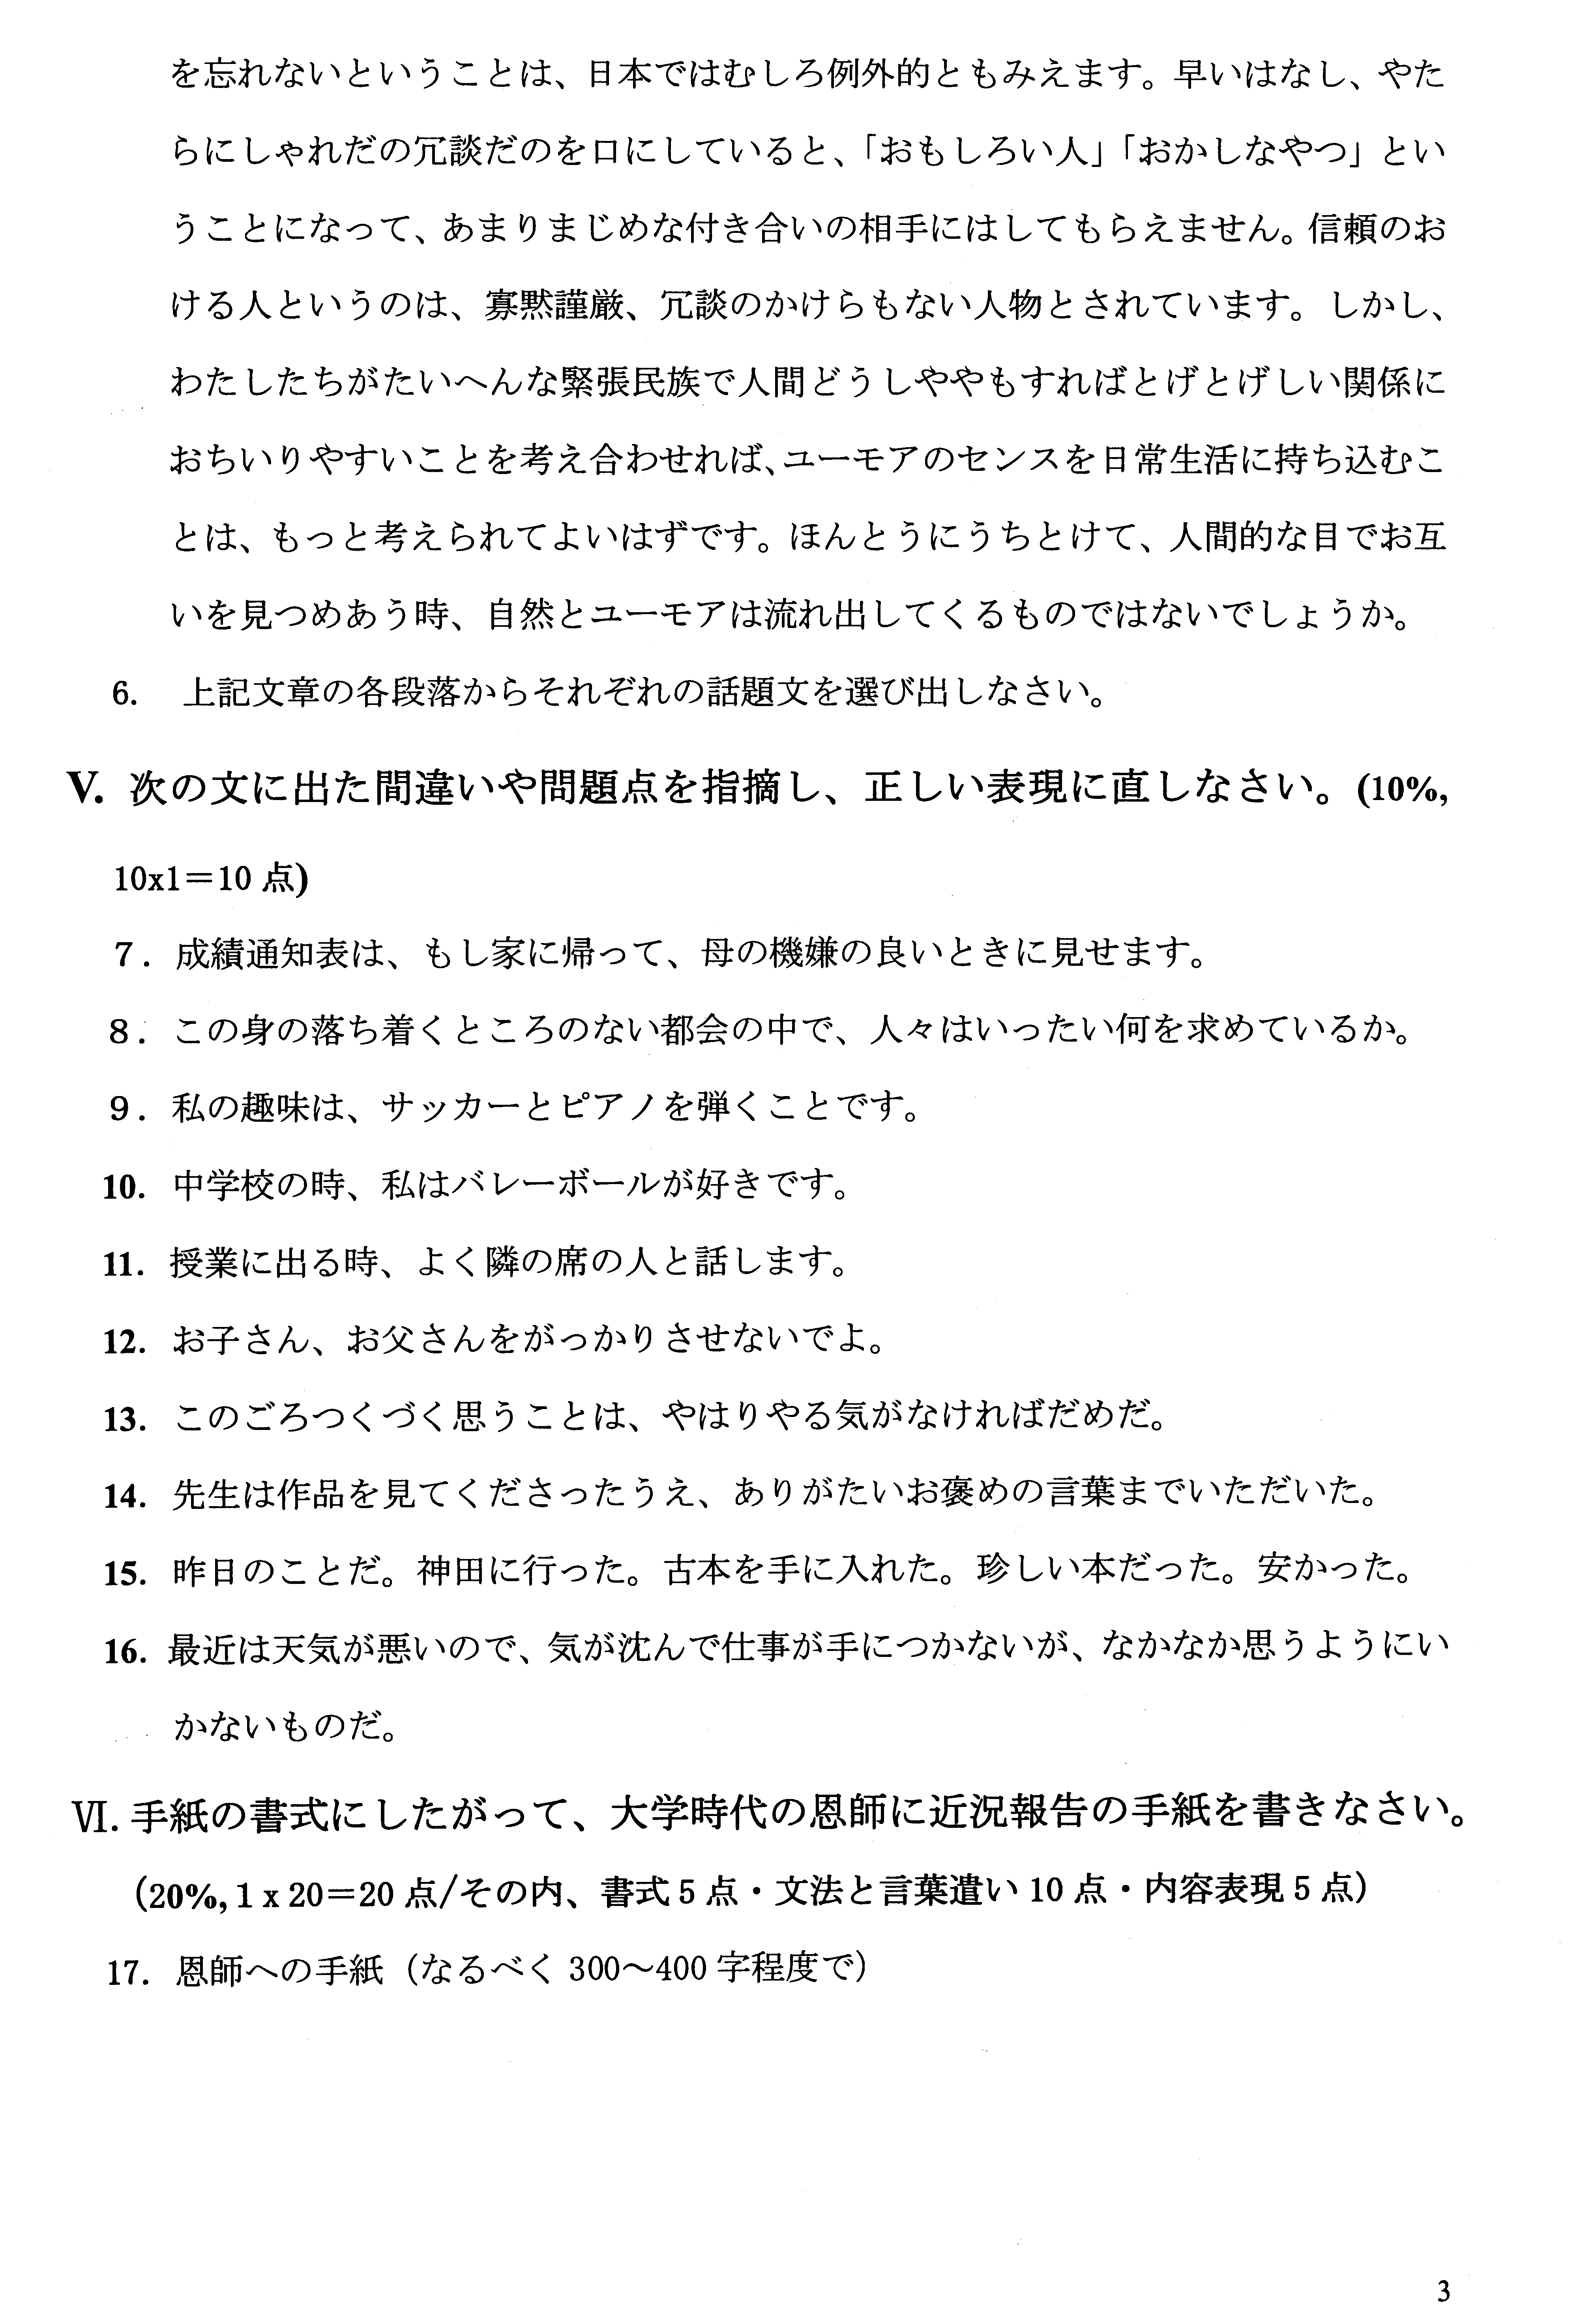 を忘れないということは、日本ではむしろ例外的ともみえます。早いはなし、やた
らにしゃれだの冗談だのを口にしていると、「おもしろい人」「おかしなやつ」とい
うことになって、あまりまじめな付き合いの相手にはしてもらえません。信頼のお
ける人というのは、寡黙謹厳、冗談のかけらもない人物とされています。しかし、
わたしたちがたいへんな緊張民族で人間どうしややもすればとげとげしい関係に
おちいりやすいことを考え合わせれば、ユーモアのセンスを日常生活に持ち込むこ
とは、もっと考えられてよいはずです。ほんとうにうちとけて、人間的な目でお互
いを見つめあう時、自然とユーモアは流れ出してくるものではないでしょうか。
6. 上記文章の各段落からそれぞれの話題文を選び出しなさい。
V. 次の文に出た間違いや問題点を指摘し、正しい表現に直しなさい。(10%,
10x1＝10 点)
７．成績通知表は、もし家に帰って、母の機嫌の良いときに見せます。
８．この身の落ち着くところのない都会の中で、人々はいったい何を求めているか。
９．私の趣味は、サッカーとピアノを弾くことです。
10. 中学校の時、私はバレーボールが好きです。
11. 授業に出る時、よく隣の席の人と話します。
12. お子さん、お父さんをがっかりさせないでよ。
13. このごろつくづく思うことは、やはりやる気がなければだめだ。
14. 先生は作品を見てくださったうえ、ありがたいお褒めの言葉までいただいた。
15. 昨日のことだ。神田に行った。古本を手に入れた。珍しい本だった。安かった。
16. 最近は天気が悪いので、気が沈んで仕事が手につかないが、なかなか思うようにい
かないものだ。
Ⅵ. 手紙の書式にしたがって、大学時代の恩師に近況報告の手紙を書きなさい。
（20%, 1 x 20＝20 点/その内、書式 5 点・文法と言葉遣い 10 点・内容表現 5 点）
17. 恩師への手紙（なるべく 300～400 字程度で）
3